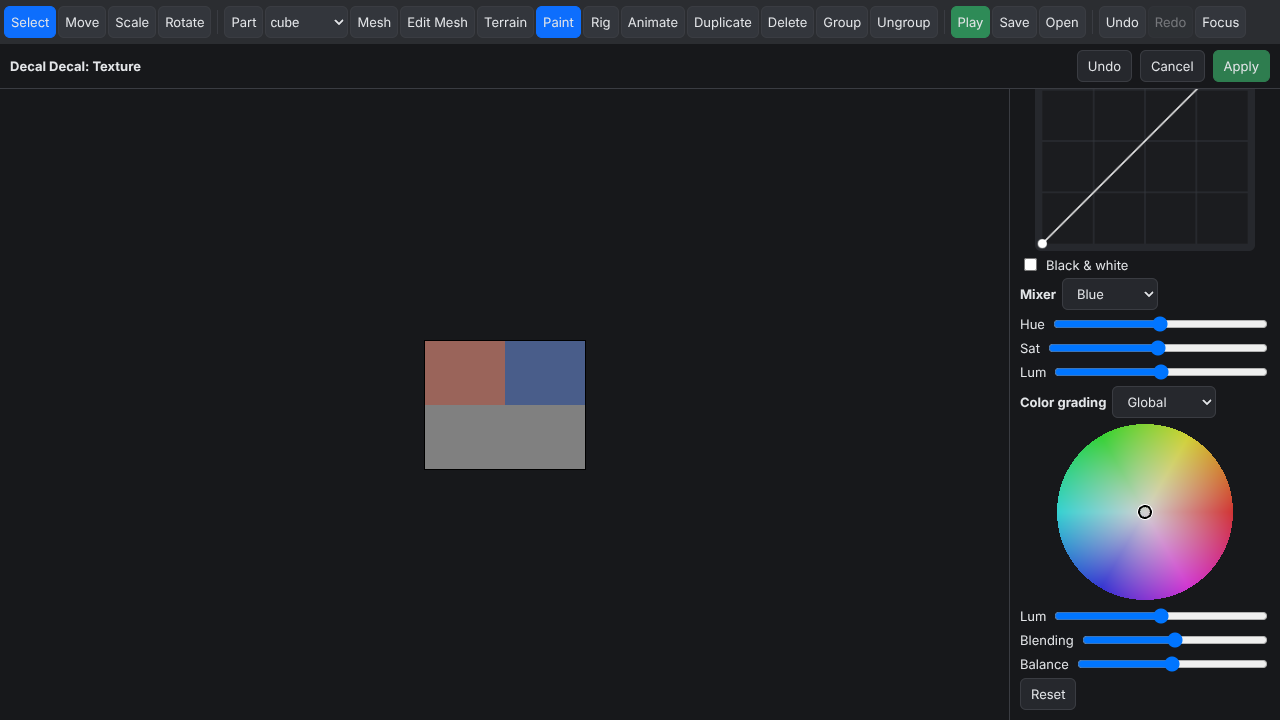 Select Move Scale Rotate Part cube Mesh Edit Mesh Terrain Paint Rig Animate Duplicate Delete Group Ungroup Play Save Open Undo Redo Focus
Decal Decal: Texture Undo Cancel Apply
Black & white
Mixer Blue
Hue
Sat
Lum
Color grading Global
Lum
Blending
Balance
Reset